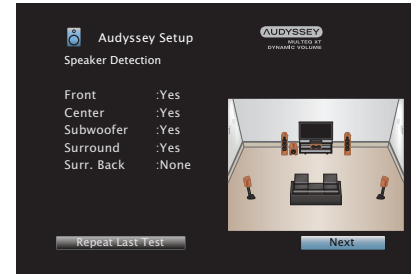 Audyssey Setup
AUDYSSEY
MULTEQ XT
DYNAMIC VOLUME
Speaker Detection
Front :Yes
Center :Yes
Subwoofer :Yes
Surround :Yes
Surr. Back :None
Repeat Last Test
Next